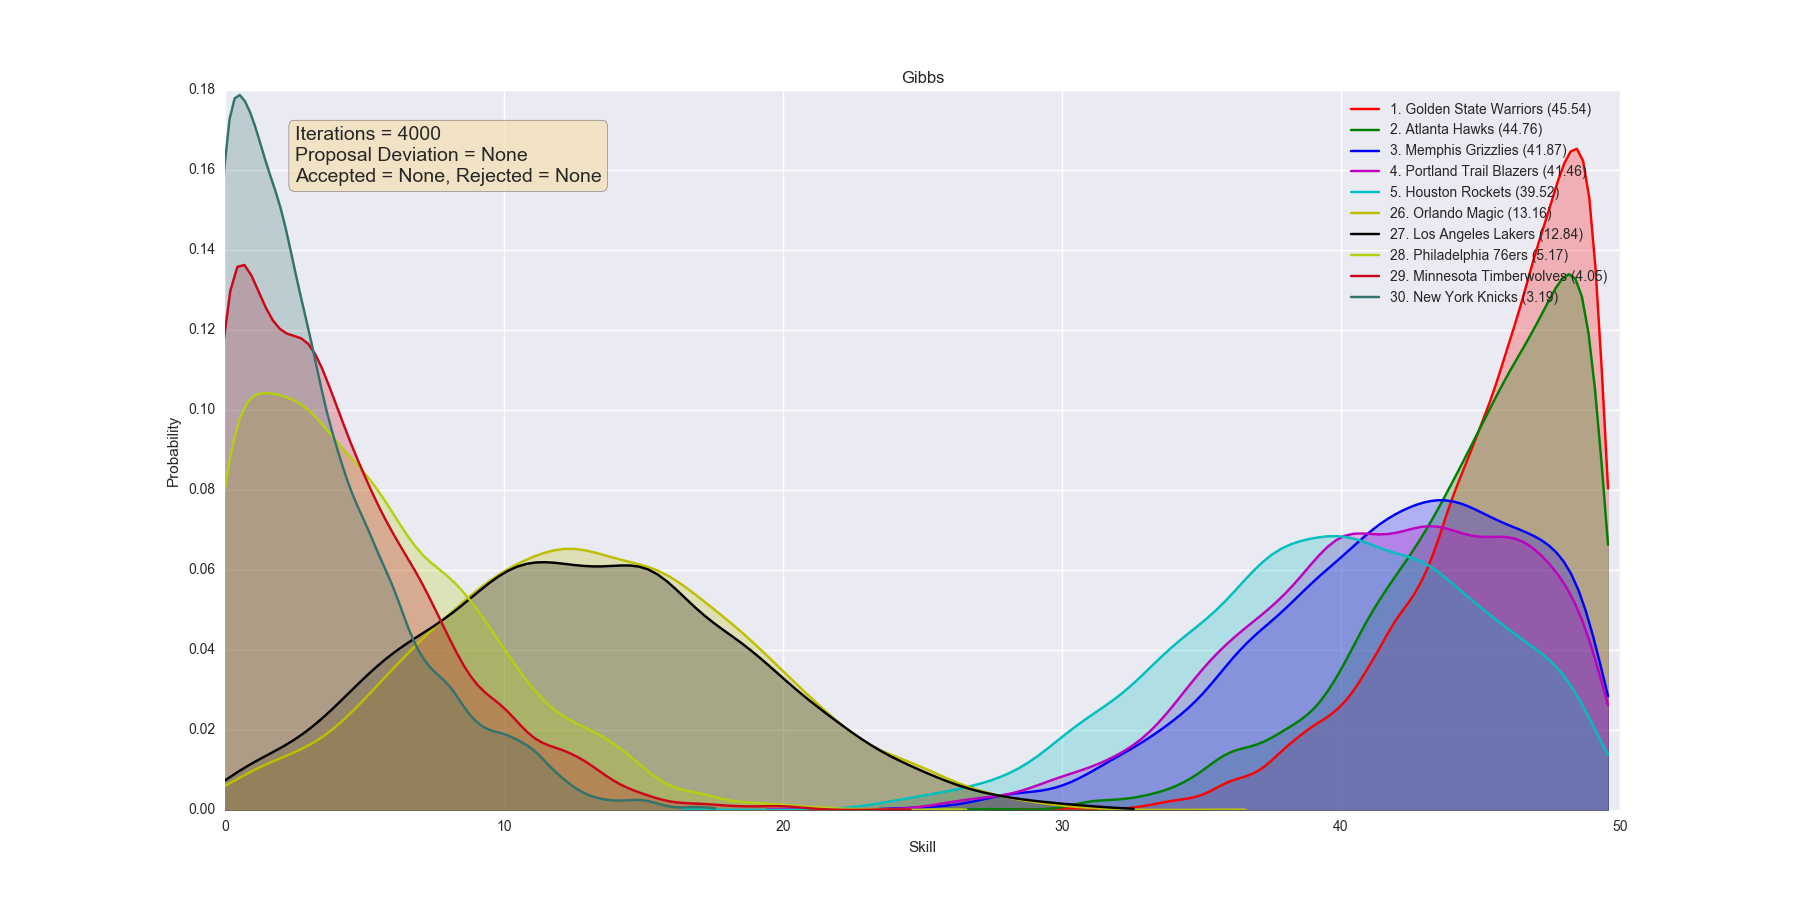 Gibbs
Iterations = 4000
Proposal Deviation = None
Accepted = None, Rejected = None
1. Golden State Warriors (45.54)
2. Atlanta Hawks (44.76)
3. Memphis Grizzlies (41.87)
4. Portland Trail Blazers (41.46)
5. Houston Rockets (39.52)
26. Orlando Magic (13.16)
27. Los Angeles Lakers (12.84)
28. Philadelphia 76ers (5.17)
29. Minnesota Timberwolves (4.05)
30. New York Knicks (3.19)
0.18
0.16
0.14
0.12
0.10
0.08
0.06
0.04
0.02
0.00
Probability
0 10 20 30 40 50
Skill